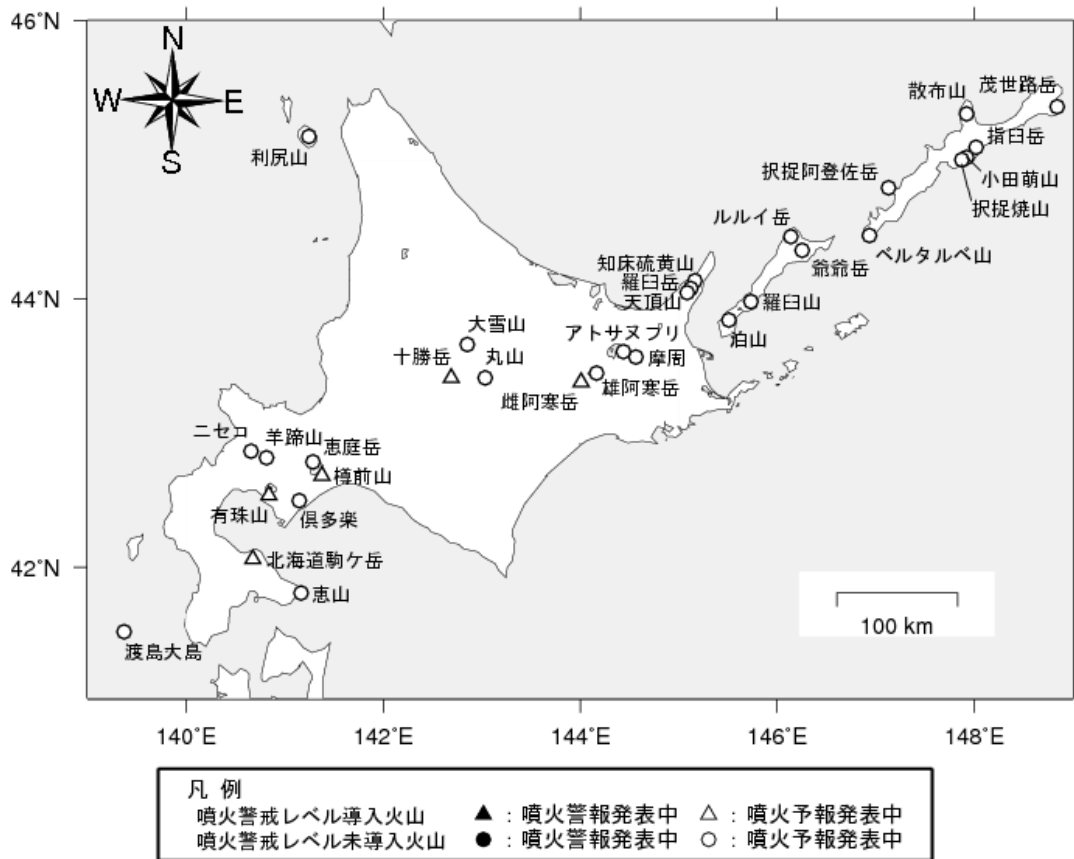 46°N
N
W
E
S
散布山
茂世路岳
利尻山
指臼岳
小田萌山
択捉焼山
択捉阿登佐岳
ルルイ岳
ベルタルベ山
爺爺岳
知床硫黄山
羅臼岳
天頂山
44°N
羅臼山
泊山
大雪山
アトサヌプリ
十勝岳
丸山
摩周
雌阿寒岳
雄阿寒岳
ニセコ
羊蹄山
恵庭岳
樽前山
有珠山
倶多楽
42°N
北海道駒ケ岳
恵山
100 km
渡島大島
140°E
142°E
144°E
146°E
148°E
凡 例
噴火警戒レベル導入火山 ▲ : 噴火警報発表中 △ : 噴火予報発表中
噴火警戒レベル未導入火山 ● : 噴火警報発表中 ○ : 噴火予報発表中